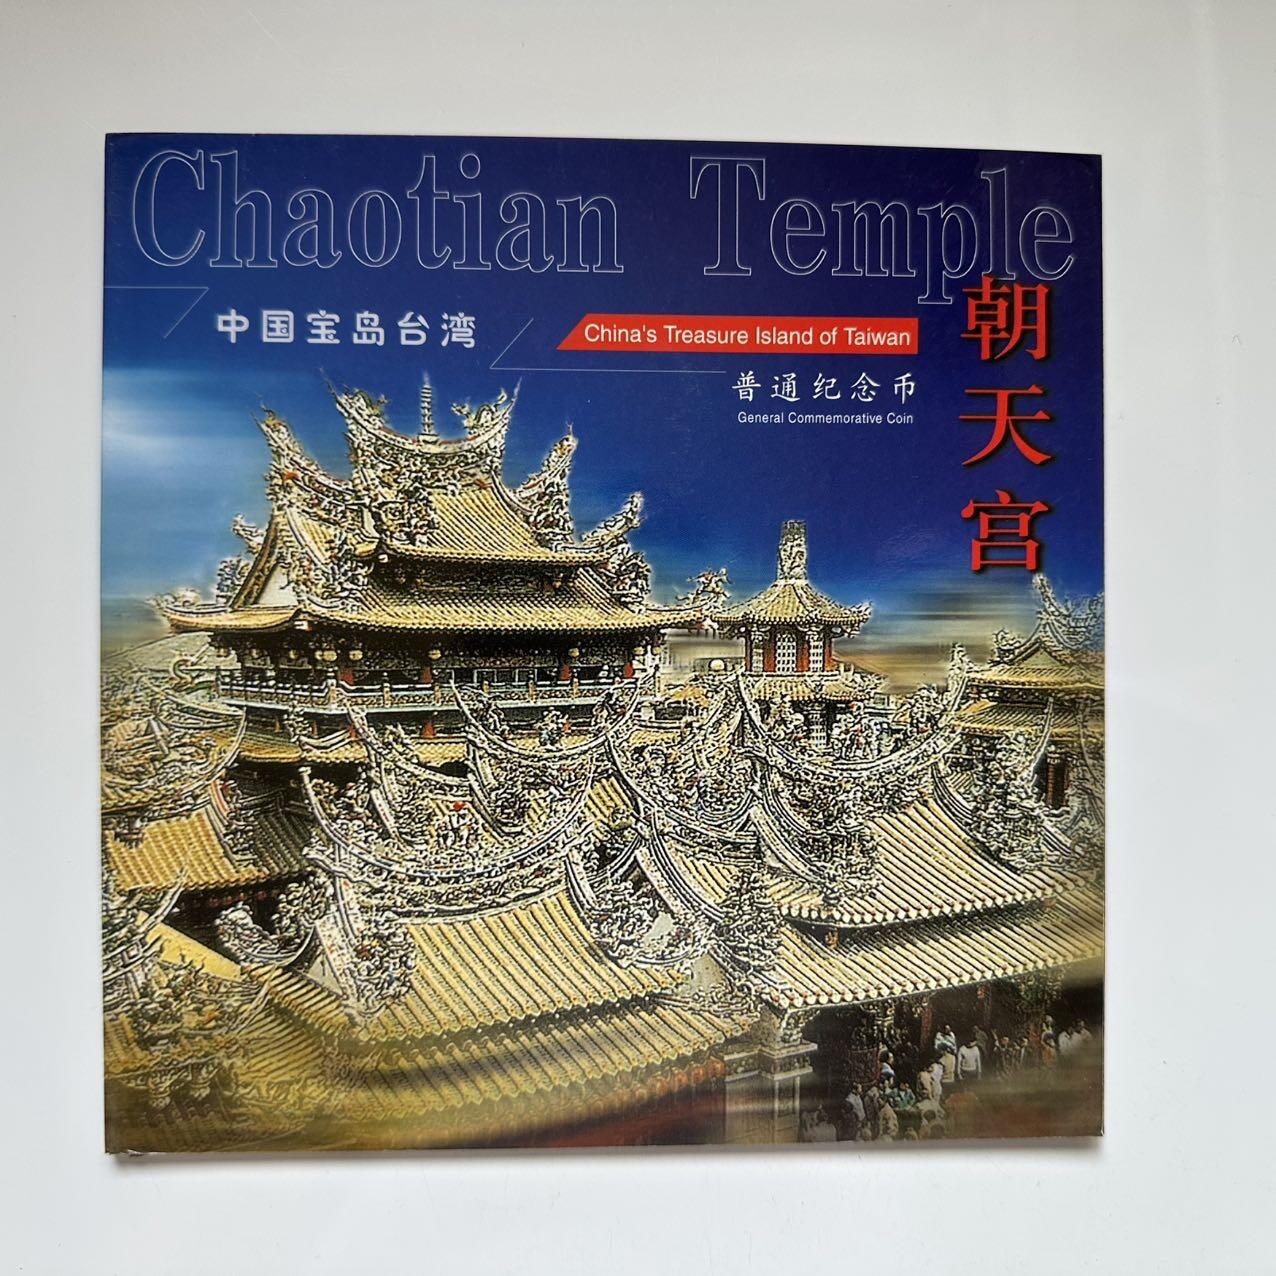 Chaotian Temple
中国宝岛台湾
China's Treasure Island of Taiwan
普通纪念币
General Commemorative Coin
朝天宫